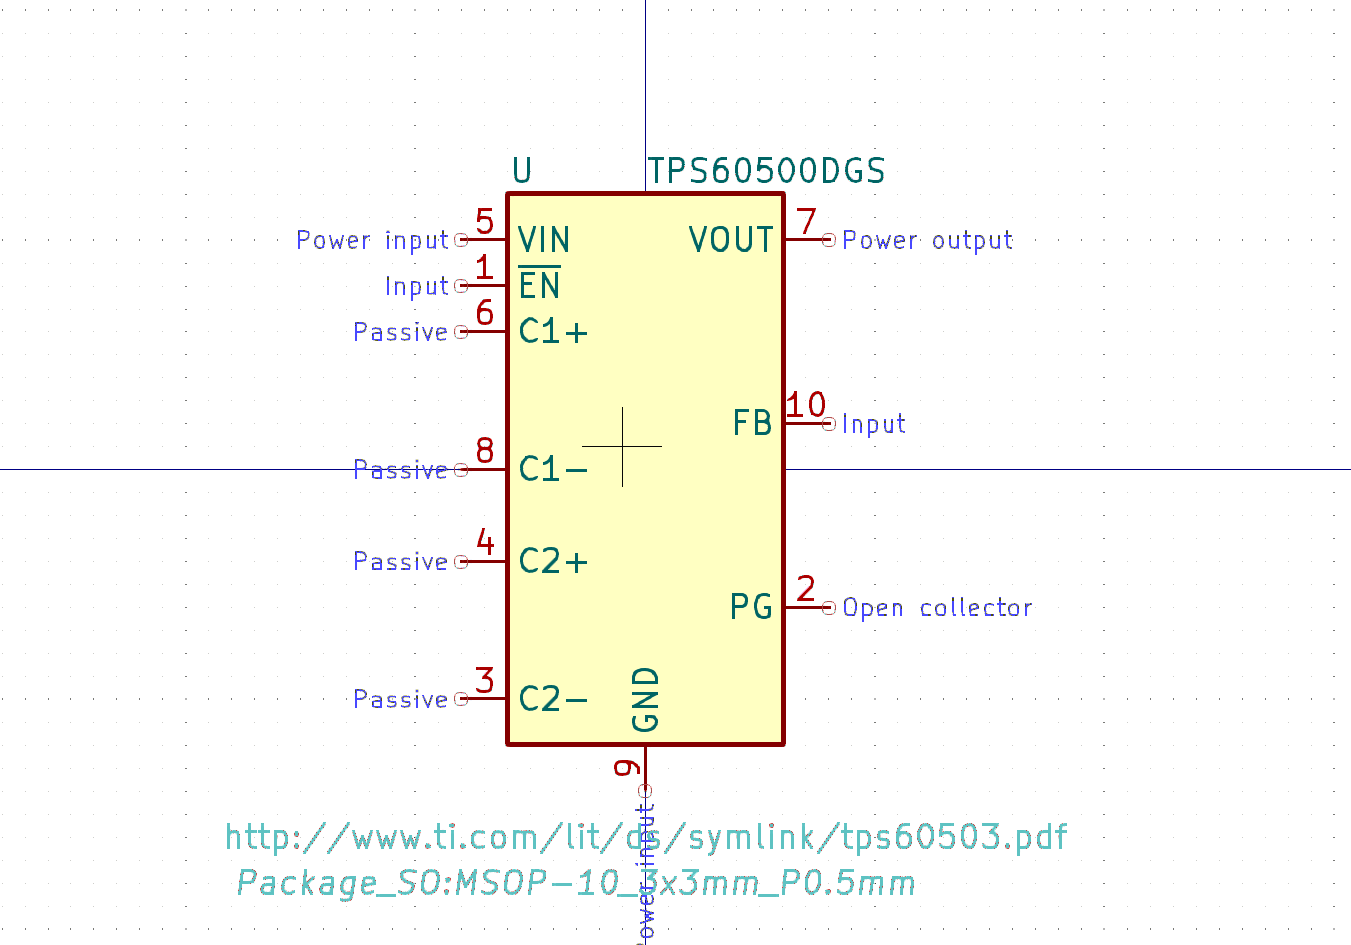 U TPS60500DGS
5 7
Power input VIN VOUT Power output
1
Input EN
6
Passive C1+
10
FB Input
8
Passive C1-
4
Passive C2+
2
PG Open collector
3
Passive C2-
GND
9
input
http://www.ti.com/lit/ds/symlink/tps60503.pdf
Package_SO:MSOP-10_3x3mm_P0.5mm